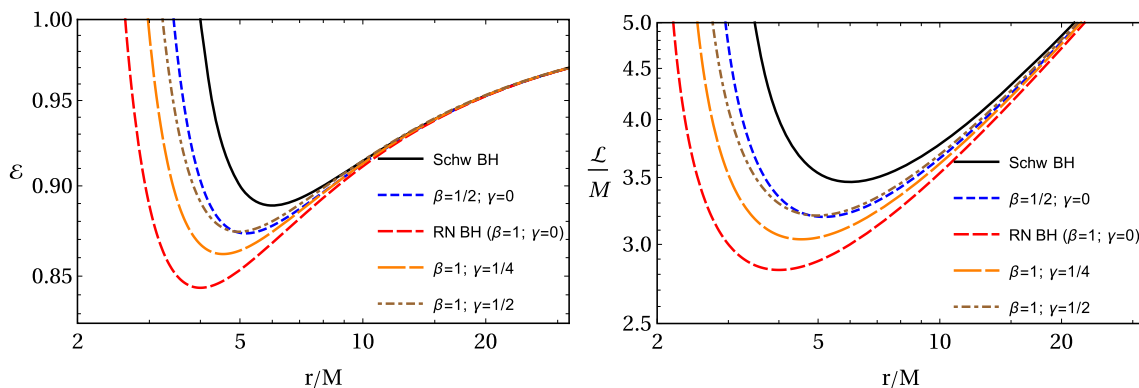 1.00
0.95
0.90
0.85
ℰ
2
5
10
20
r/M
Schw BH
β=1/2; γ=0
RN BH (β=1; γ=0)
β=1; γ=1/4
β=1; γ=1/2
5.0
4.5
4.0
3.5
3.0
2.5
ℒ
M
2
5
10
20
r/M
Schw BH
β=1/2; γ=0
RN BH (β=1; γ=0)
β=1; γ=1/4
β=1; γ=1/2